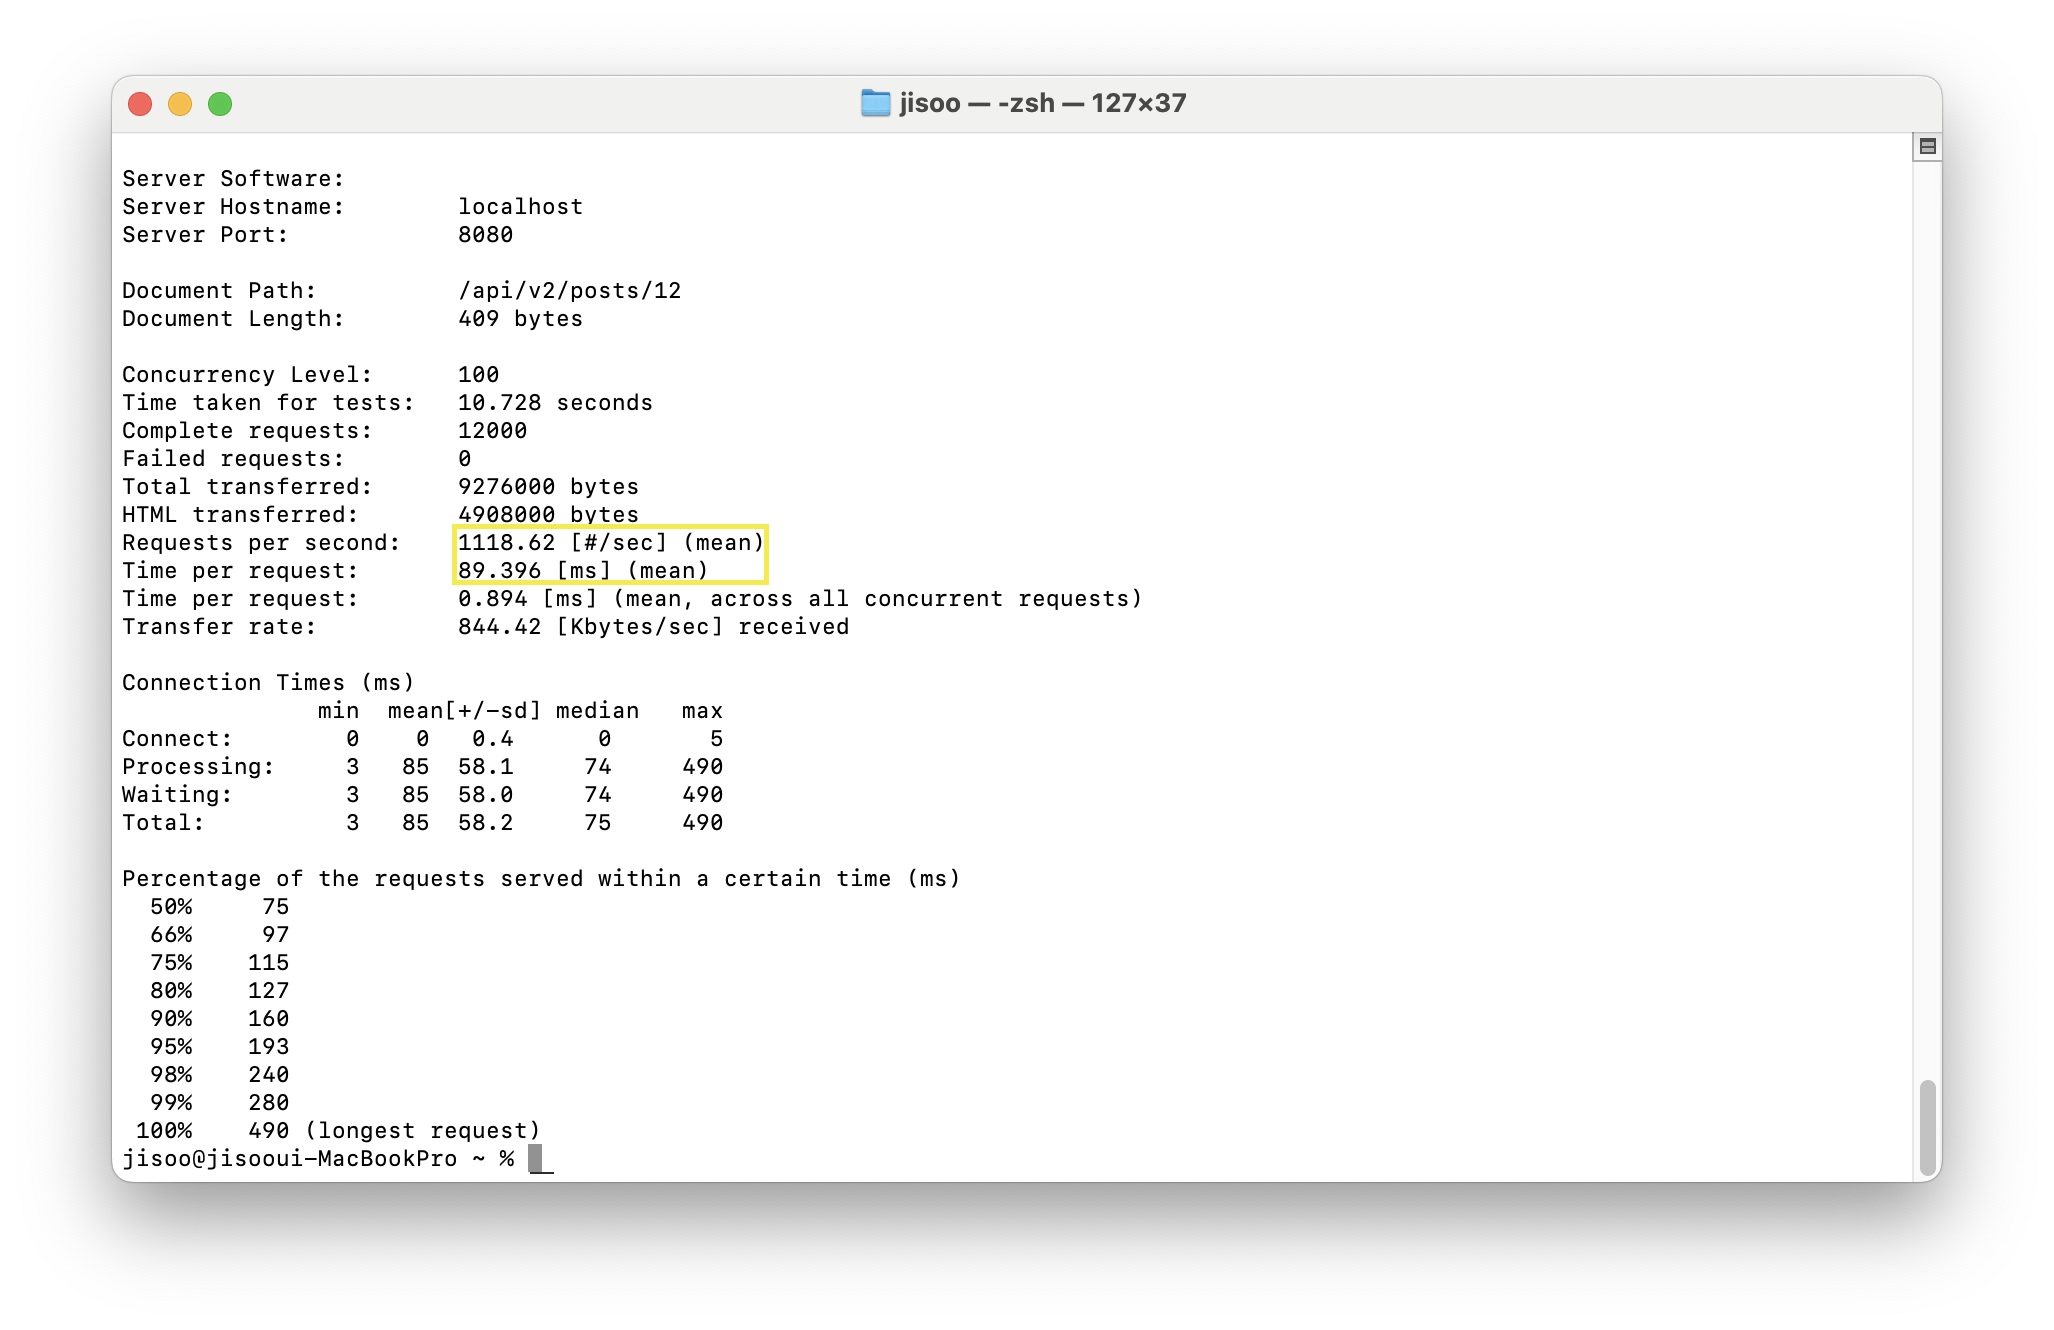 jisoo — -zsh — 127×37
Server Software:
Server Hostname:        localhost
Server Port:            8080
Document Path:          /api/v2/posts/12
Document Length:        409 bytes
Concurrency Level:      100
Time taken for tests:   10.728 seconds
Complete requests:      12000
Failed requests:        0
Total transferred:      9276000 bytes
HTML transferred:       4908000 bytes
Requests per second:    1118.62 [#/sec] (mean)
Time per request:       89.396 [ms] (mean)
Time per request:       0.894 [ms] (mean, across all concurrent requests)
Transfer rate:          844.42 [Kbytes/sec] received
Connection Times (ms)
              min  mean[+/-sd] median   max
Connect:        0    0   0.4      0       5
Processing:     3   85  58.1     74     490
Waiting:        3   85  58.0     74     490
Total:          3   85  58.2     75     490
Percentage of the requests served within a certain time (ms)
  50%     75
  66%     97
  75%    115
  80%    127
  90%    160
  95%    193
  98%    240
  99%    280
 100%    490 (longest request)
jisoo@jisooui-MacBookPro ~ %